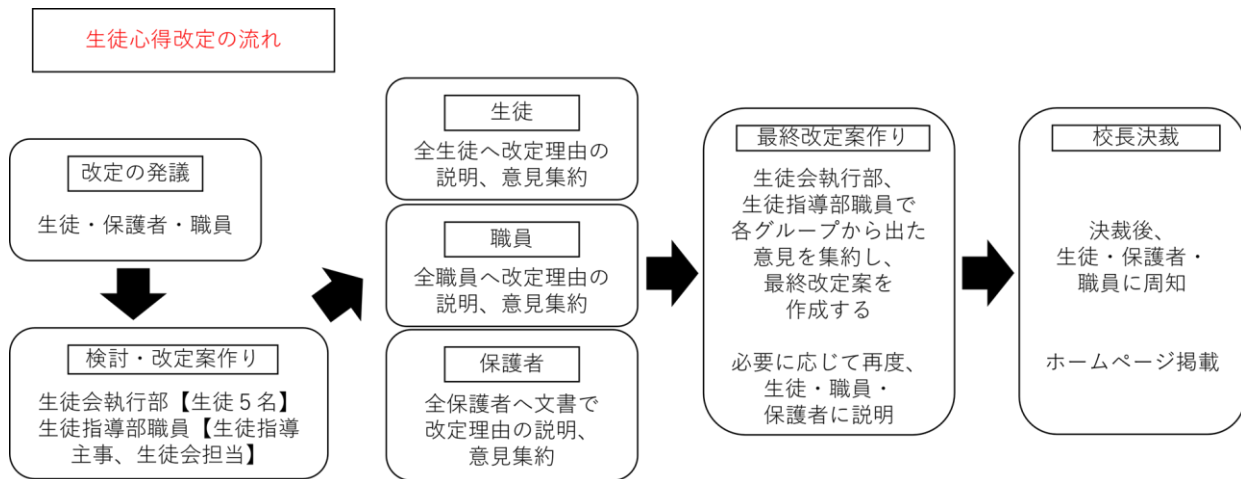 生徒心得改定の流れ
改定の発議
生徒・保護者・職員
検討・改定案作り
生徒会執行部【生徒５名】
生徒指導部職員【生徒指導
主事、生徒会担当】
生徒
全生徒へ改定理由の
説明、意見集約
職員
全職員へ改定理由の
説明、意見集約
保護者
全保護者へ文書で
改定理由の説明、
意見集約
最終改定案作り
生徒会執行部、
生徒指導部職員で
各グループから出た
意見を集約し、
最終改定案を
作成する
必要に応じて再度、
生徒・職員・
保護者に説明
校長決裁
決裁後、
生徒・保護者・
職員に周知
ホームページ掲載